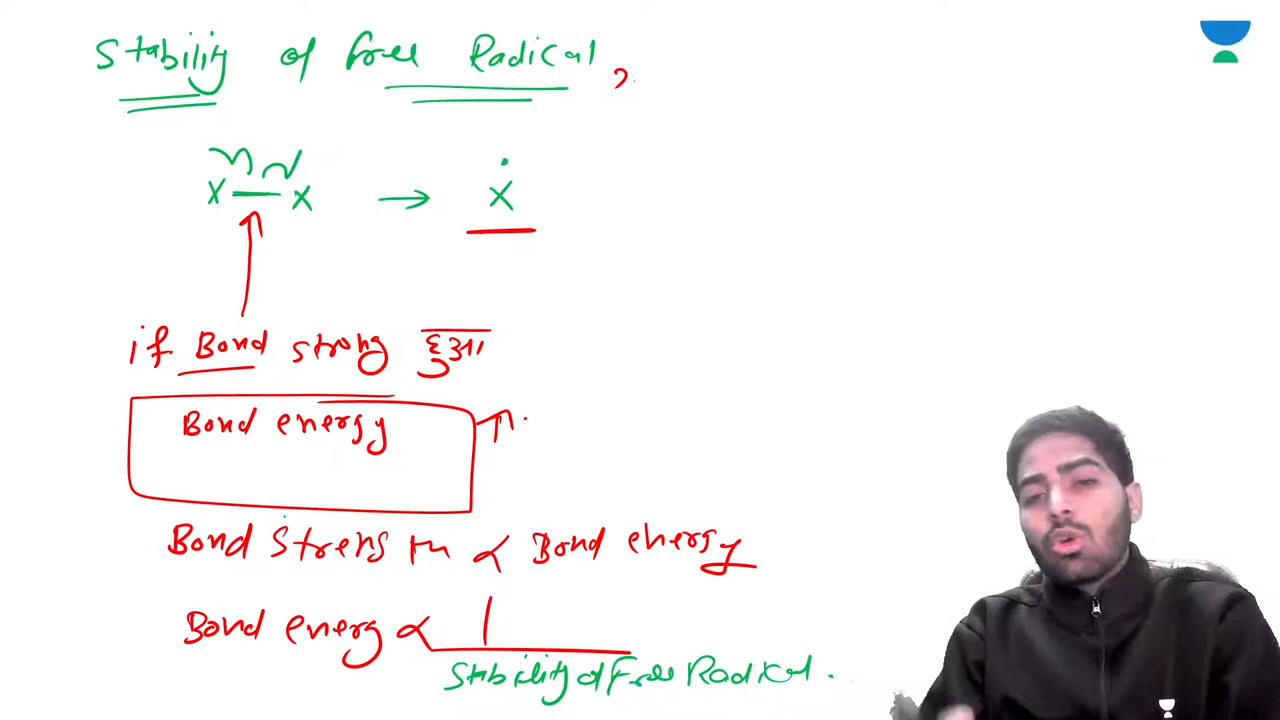 Stability of free Radical,
X — X → Ẋ
if Bond strong हुआ
Bond energy ↑
Bond Strength ∝ Bond energy
Bond energy ∝ 1
Stability of Free Radical.